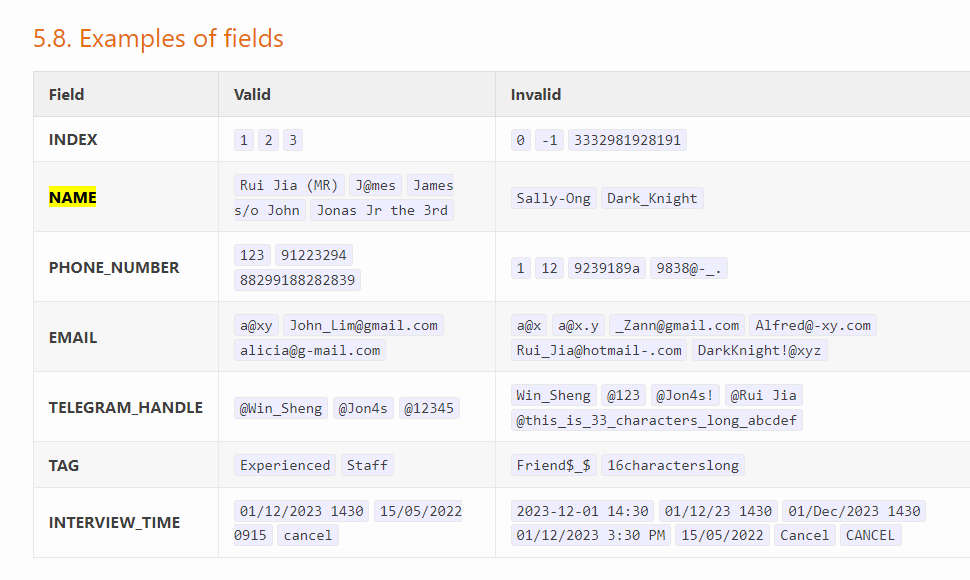 5.8. Examples of fields
Field Valid Invalid
INDEX 1 2 3 0 -1 3332981928191
NAME Rui Jia (MR) J@mes James
s/o John Jonas Jr the 3rd Sally-Ong Dark_Knight
PHONE_NUMBER 123 91223294
88299188282839 1 12 9239189a 9838@-_.
EMAIL a@xy John_Lim@gmail.com
alicia@g-mail.com a@x a@x.y _Zann@gmail.com Alfred@-xy.com
Rui_Jia@hotmail-.com DarkKnight!@xyz
TELEGRAM_HANDLE @Win_Sheng @Jon4s @12345 Win_Sheng @123 @Jon4s! @Rui Jia
@this_is_33_characters_long_abcdef
TAG Experienced Staff Friend$_$ 16characterslong
INTERVIEW_TIME 01/12/2023 1430 15/05/2022
0915 cancel 2023-12-01 14:30 01/12/23 1430 01/Dec/2023 1430
01/12/2023 3:30 PM 15/05/2022 Cancel CANCEL